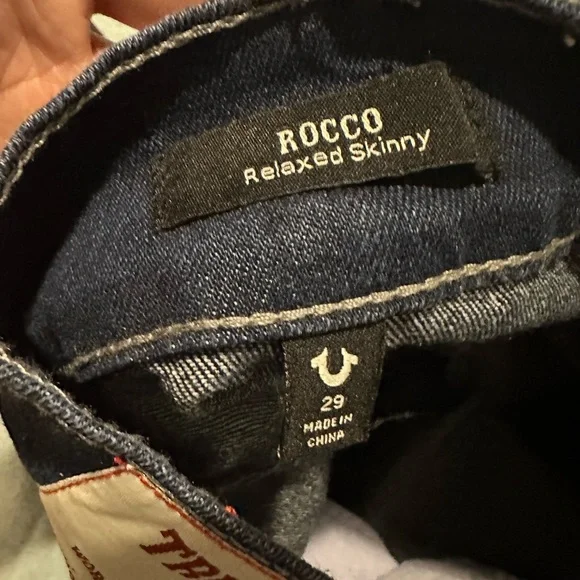 ROCCO
Relaxed Skinny
29
MADE IN
CHINA